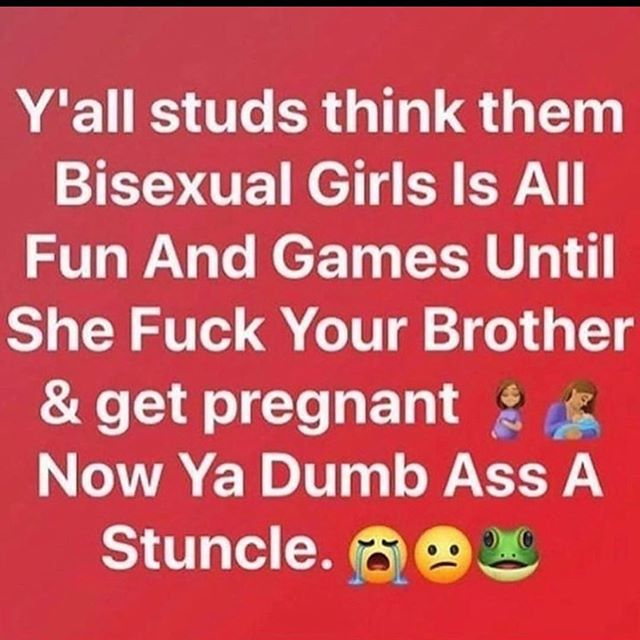 Y'all studs think them
Bisexual Girls Is All
Fun And Games Until
She Fuck Your Brother
& get pregnant 🤰🏽 🤱🏽
Now Ya Dumb Ass A
Stuncle. 😭😕🐸